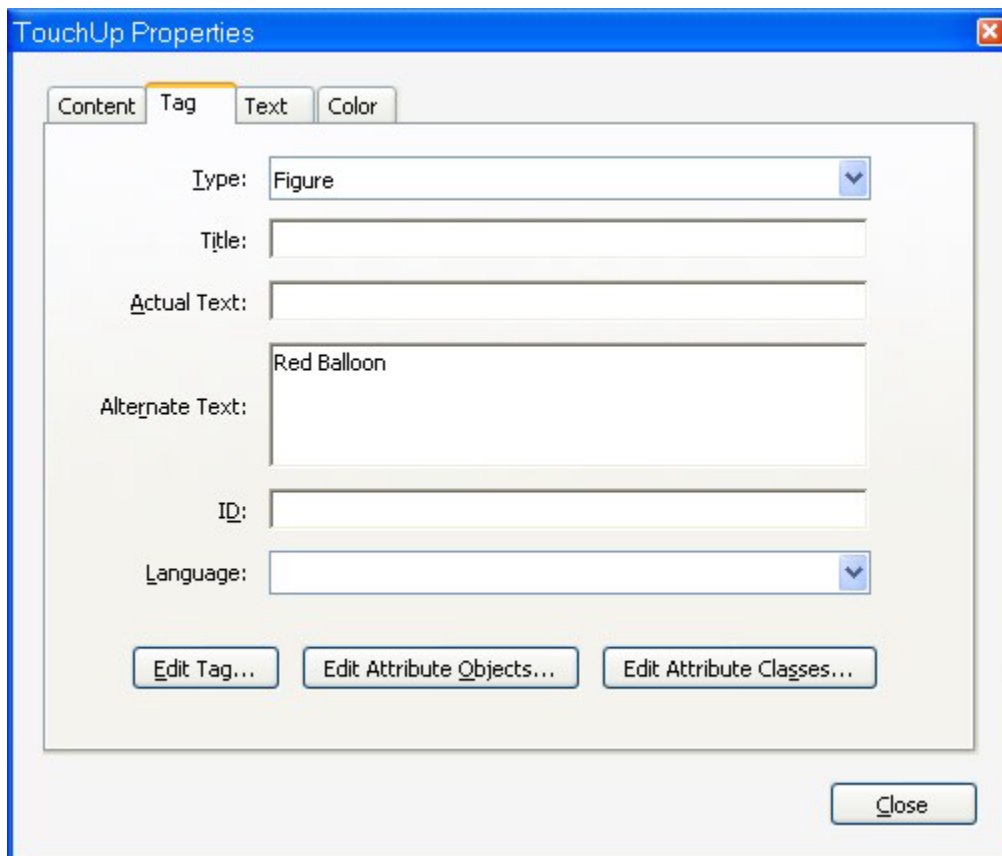 TouchUp Properties
Content Tag Text Color
Type: Figure
Title:
Actual Text:
Alternate Text: Red Balloon
ID:
Language:
Edit Tag... Edit Attribute Objects... Edit Attribute Classes...
Close